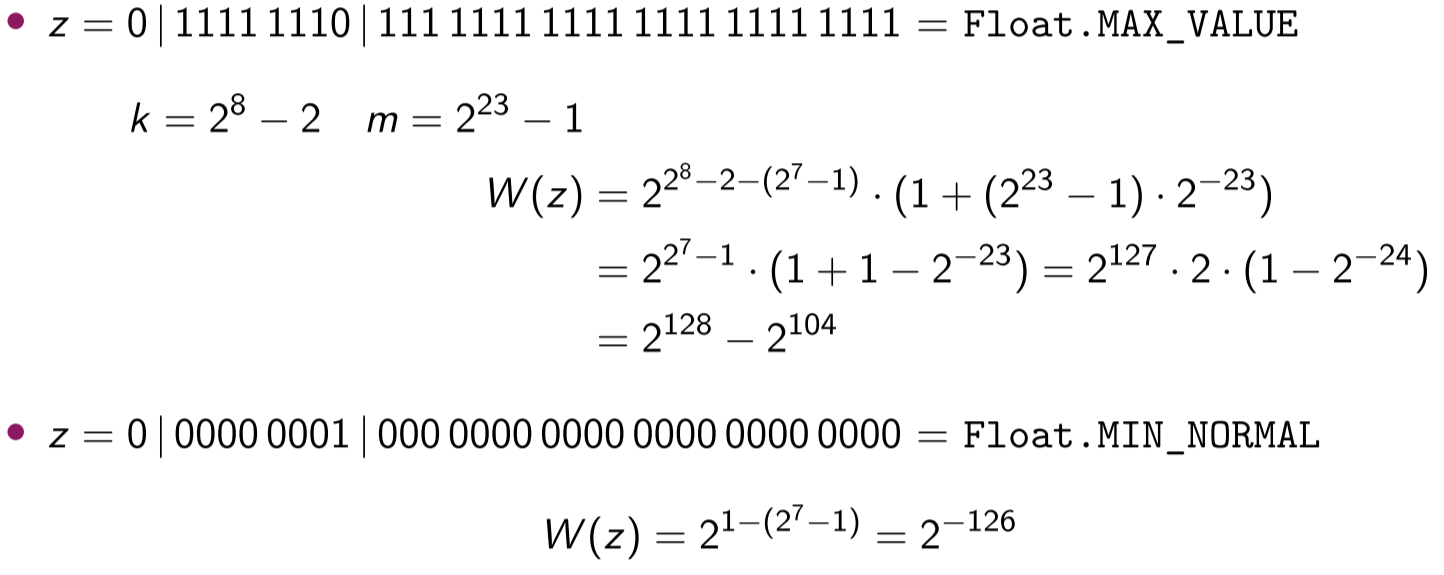 • z = 0 | 1111 1110 | 111 1111 1111 1111 1111 1111 = Float.MAX_VALUE
k = 2^8 − 2 m = 2^23 − 1
W(z) = 2^(2^8−2−(2^7−1)) · (1 + (2^23 − 1) · 2^−23)
= 2^(2^7−1) · (1 + 1 − 2^−23) = 2^127 · 2 · (1 − 2^−24)
= 2^128 − 2^104
• z = 0 | 0000 0001 | 000 0000 0000 0000 0000 0000 = Float.MIN_NORMAL
W(z) = 2^(1−(2^7−1)) = 2^−126